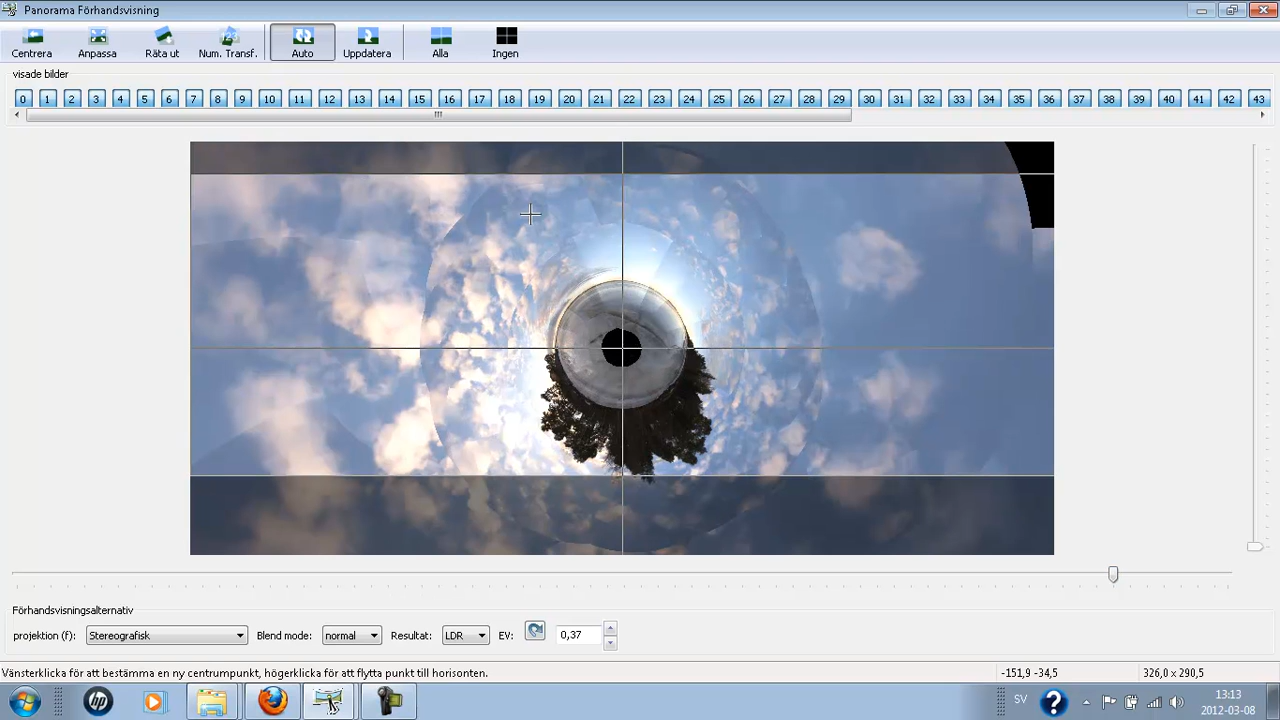 Panorama Förhandsvisning
Centrera Anpassa Räta ut Num. Transf. Auto Uppdatera Alla Ingen
visade bilder
0 1 2 3 4 5 6 7 8 9 10 11 12 13 14 15 16 17 18 19 20 21 22 23 24 25 26 27 28 29 30 31 32 33 34 35 36 37 38 39 40 41 42 43
Förhandsvisningsalternativ
projektion (f): Stereografisk Blend mode: normal Resultat: LDR EV: 0,37
Vänsterklicka för att bestämma en ny centrumpunkt, högerklicka för att flytta punkt till horisonten. -151,9 -34,5 326,0 x 290,5
hp SV ? 13:13
2012-03-08